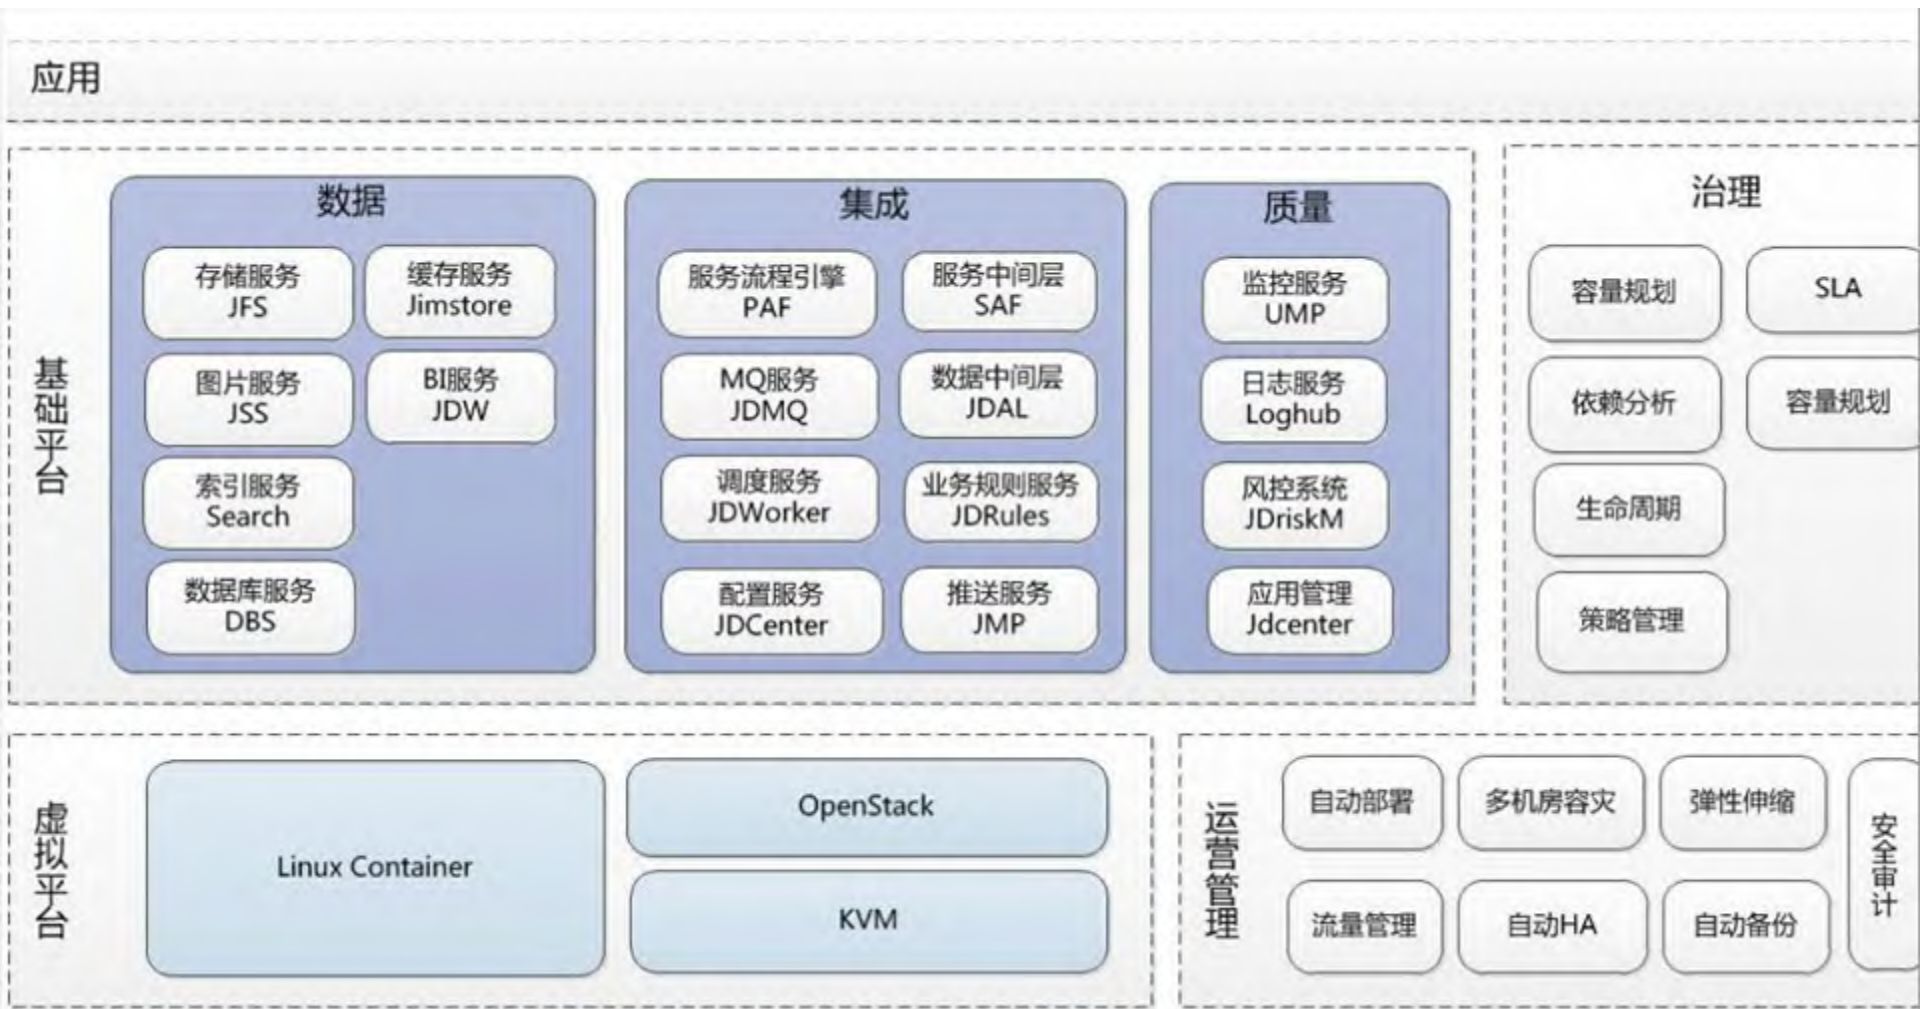 应用
基础平台
数据
存储服务
JFS
缓存服务
Jimstore
图片服务
JSS
BI服务
JDW
索引服务
Search
数据库服务
DBS
集成
服务流程引擎
PAF
服务中间层
SAF
MQ服务
JDMQ
数据中间层
JDAL
调度服务
JDWorker
业务规则服务
JDRules
配置服务
JDCenter
推送服务
JMP
质量
监控服务
UMP
日志服务
Loghub
风控系统
JDriskM
应用管理
Jdcenter
治理
容量规划
SLA
依赖分析
容量规划
生命周期
策略管理
虚拟平台
Linux Container
OpenStack
KVM
运营管理
自动部署
多机房容灾
弹性伸缩
流量管理
自动HA
自动备份
安全审计